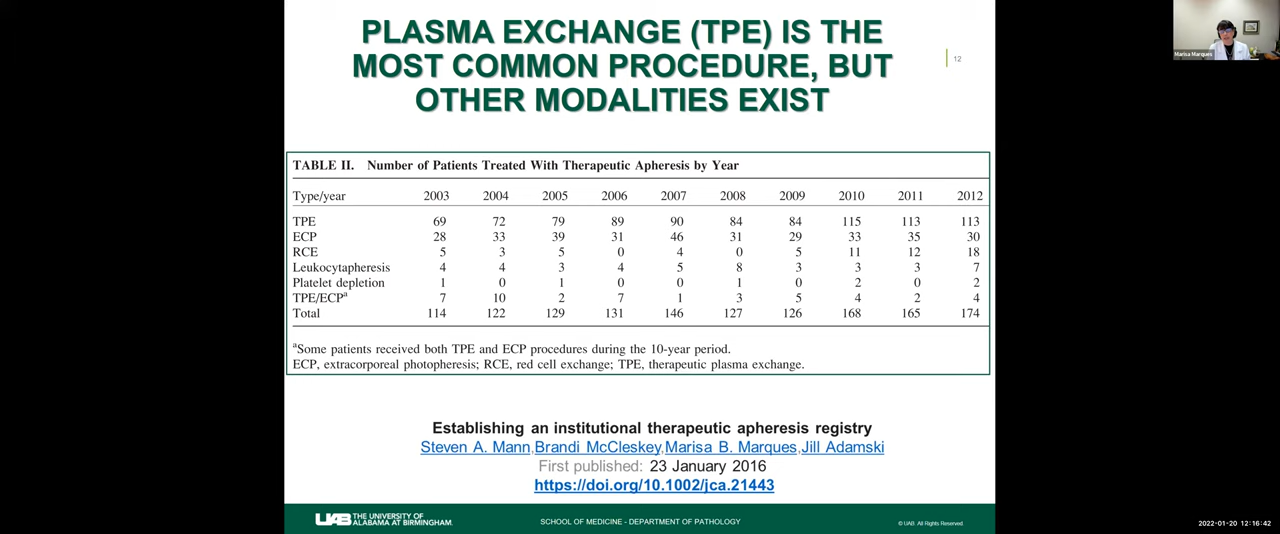 PLASMA EXCHANGE (TPE) IS THE
MOST COMMON PROCEDURE, BUT
OTHER MODALITIES EXIST
12
Marisa Marques
TABLE II. Number of Patients Treated With Therapeutic Apheresis by Year
Type/year 2003 2004 2005 2006 2007 2008 2009 2010 2011 2012
TPE 69 72 79 89 90 84 84 115 113 113
ECP 28 33 39 31 46 31 29 33 35 30
RCE 5 3 5 0 4 0 5 11 12 18
Leukocytapheresis 4 4 3 4 5 8 3 3 3 7
Platelet depletion 1 0 1 0 0 1 0 2 0 2
TPE/ECPa 7 10 2 7 1 3 5 4 2 4
Total 114 122 129 131 146 127 126 168 165 174
aSome patients received both TPE and ECP procedures during the 10-year period.
ECP, extracorporeal photopheresis; RCE, red cell exchange; TPE, therapeutic plasma exchange.
Establishing an institutional therapeutic apheresis registry
Steven A. Mann,Brandi McCleskey,Marisa B. Marques,Jill Adamski
First published: 23 January 2016
https://doi.org/10.1002/jca.21443
UAB THE UNIVERSITY OF
ALABAMA AT BIRMINGHAM.
SCHOOL OF MEDICINE - DEPARTMENT OF PATHOLOGY
© UAB. All Rights Reserved.
2022-01-20 12:16:42